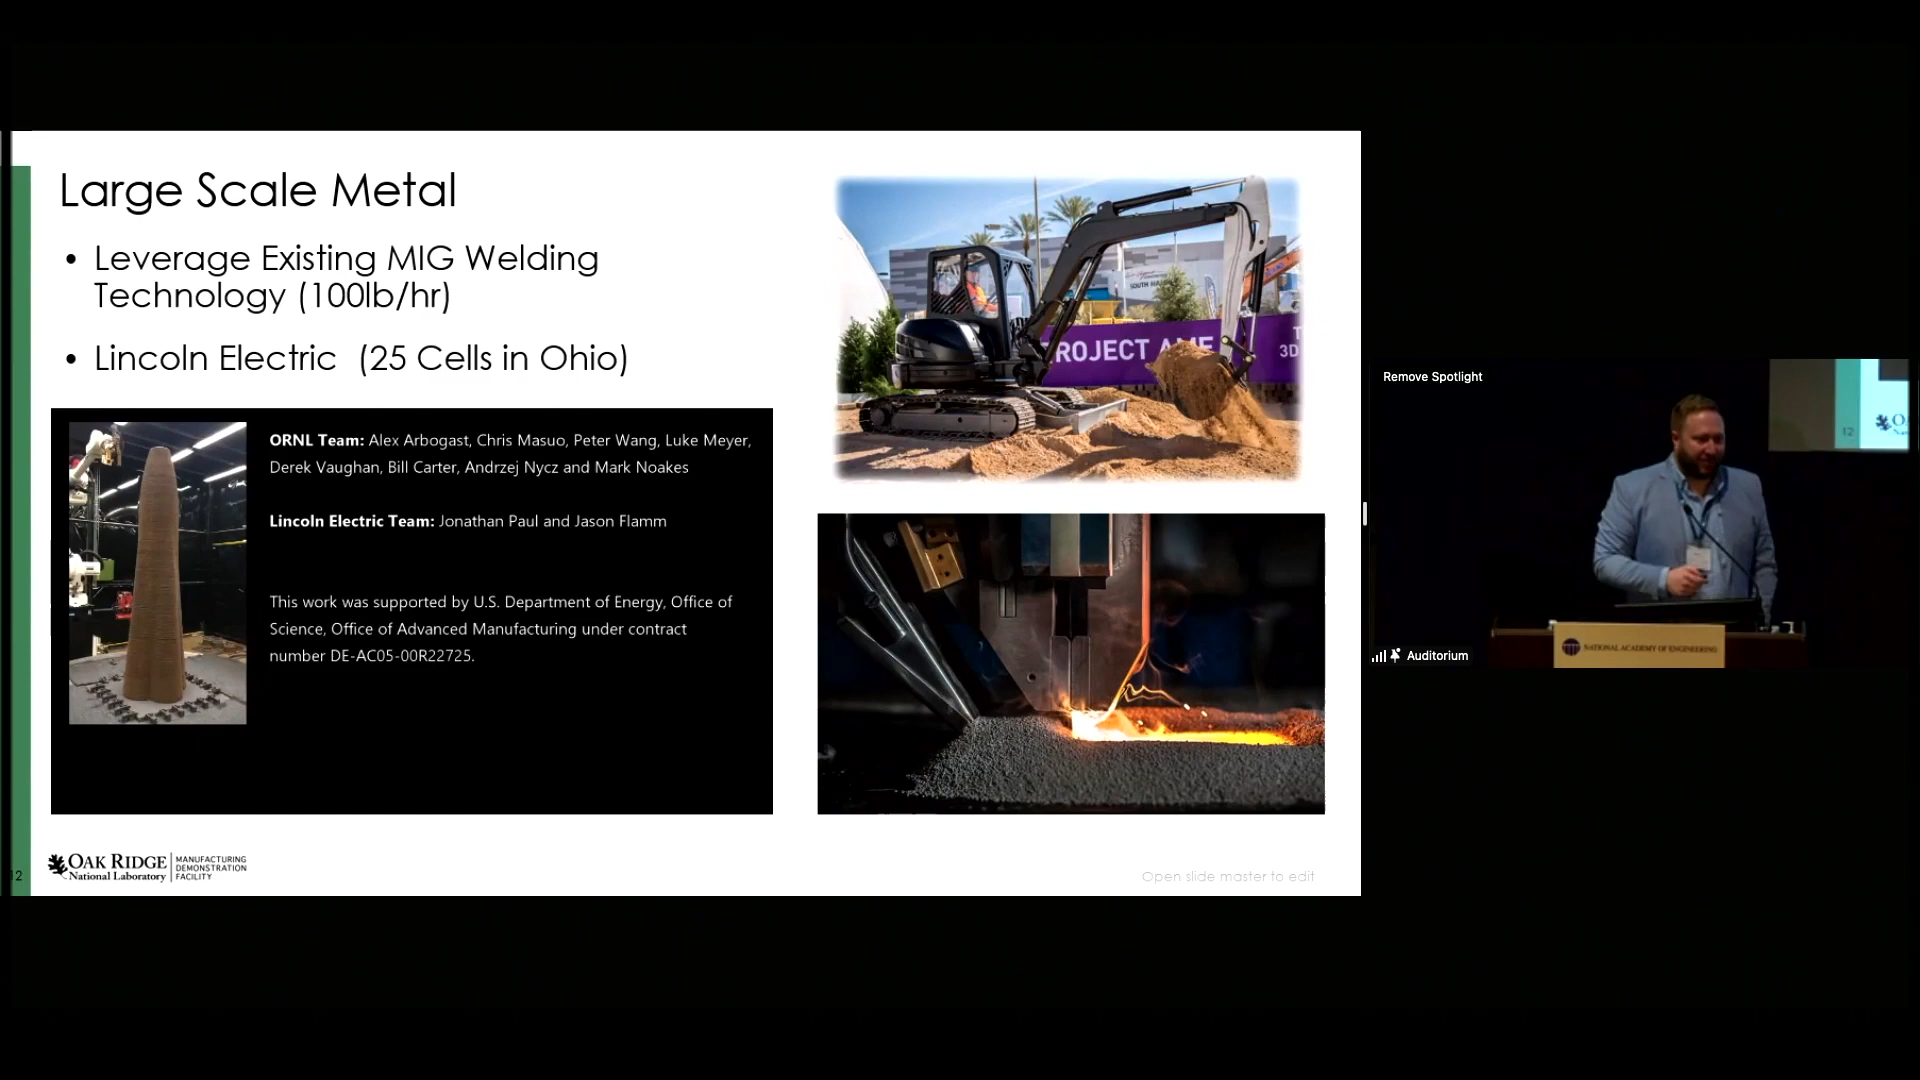 Large Scale Metal
• Leverage Existing MIG Welding
Technology (100lb/hr)
• Lincoln Electric (25 Cells in Ohio)
ROJECT AME
3D
ORNL Team: Alex Arbogast, Chris Masuo, Peter Wang, Luke Meyer,
Derek Vaughan, Bill Carter, Andrzej Nycz and Mark Noakes
Lincoln Electric Team: Jonathan Paul and Jason Flamm
This work was supported by U.S. Department of Energy, Office of
Science, Office of Advanced Manufacturing under contract
number DE-AC05-00R22725.
12
OAK RIDGE
National Laboratory
MANUFACTURING
DEMONSTRATION
FACILITY
Open slide master to edit
Remove Spotlight
12
NATIONAL ACADEMY OF ENGINEERING
Auditorium